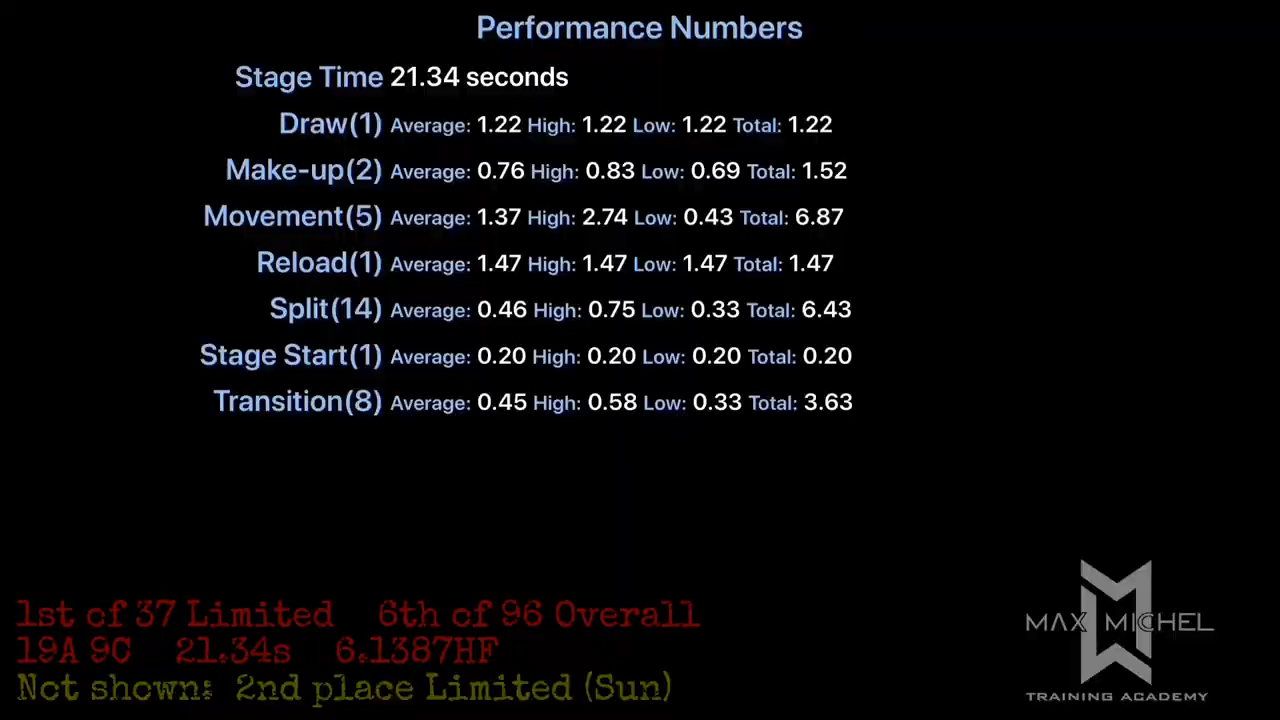 Performance Numbers
Stage Time 21.34 seconds
Draw(1) Average: 1.22 High: 1.22 Low: 1.22 Total: 1.22
Make-up(2) Average: 0.76 High: 0.83 Low: 0.69 Total: 1.52
Movement(5) Average: 1.37 High: 2.74 Low: 0.43 Total: 6.87
Reload(1) Average: 1.47 High: 1.47 Low: 1.47 Total: 1.47
Split(14) Average: 0.46 High: 0.75 Low: 0.33 Total: 6.43
Stage Start(1) Average: 0.20 High: 0.20 Low: 0.20 Total: 0.20
Transition(8) Average: 0.45 High: 0.58 Low: 0.33 Total: 3.63
1st of 37 Limited 6th of 96 Overall
19A 9C 21.34s 6.1387HF
Not shown: 2nd place Limited (Sun)
MAX MICHEL
TRAINING ACADEMY